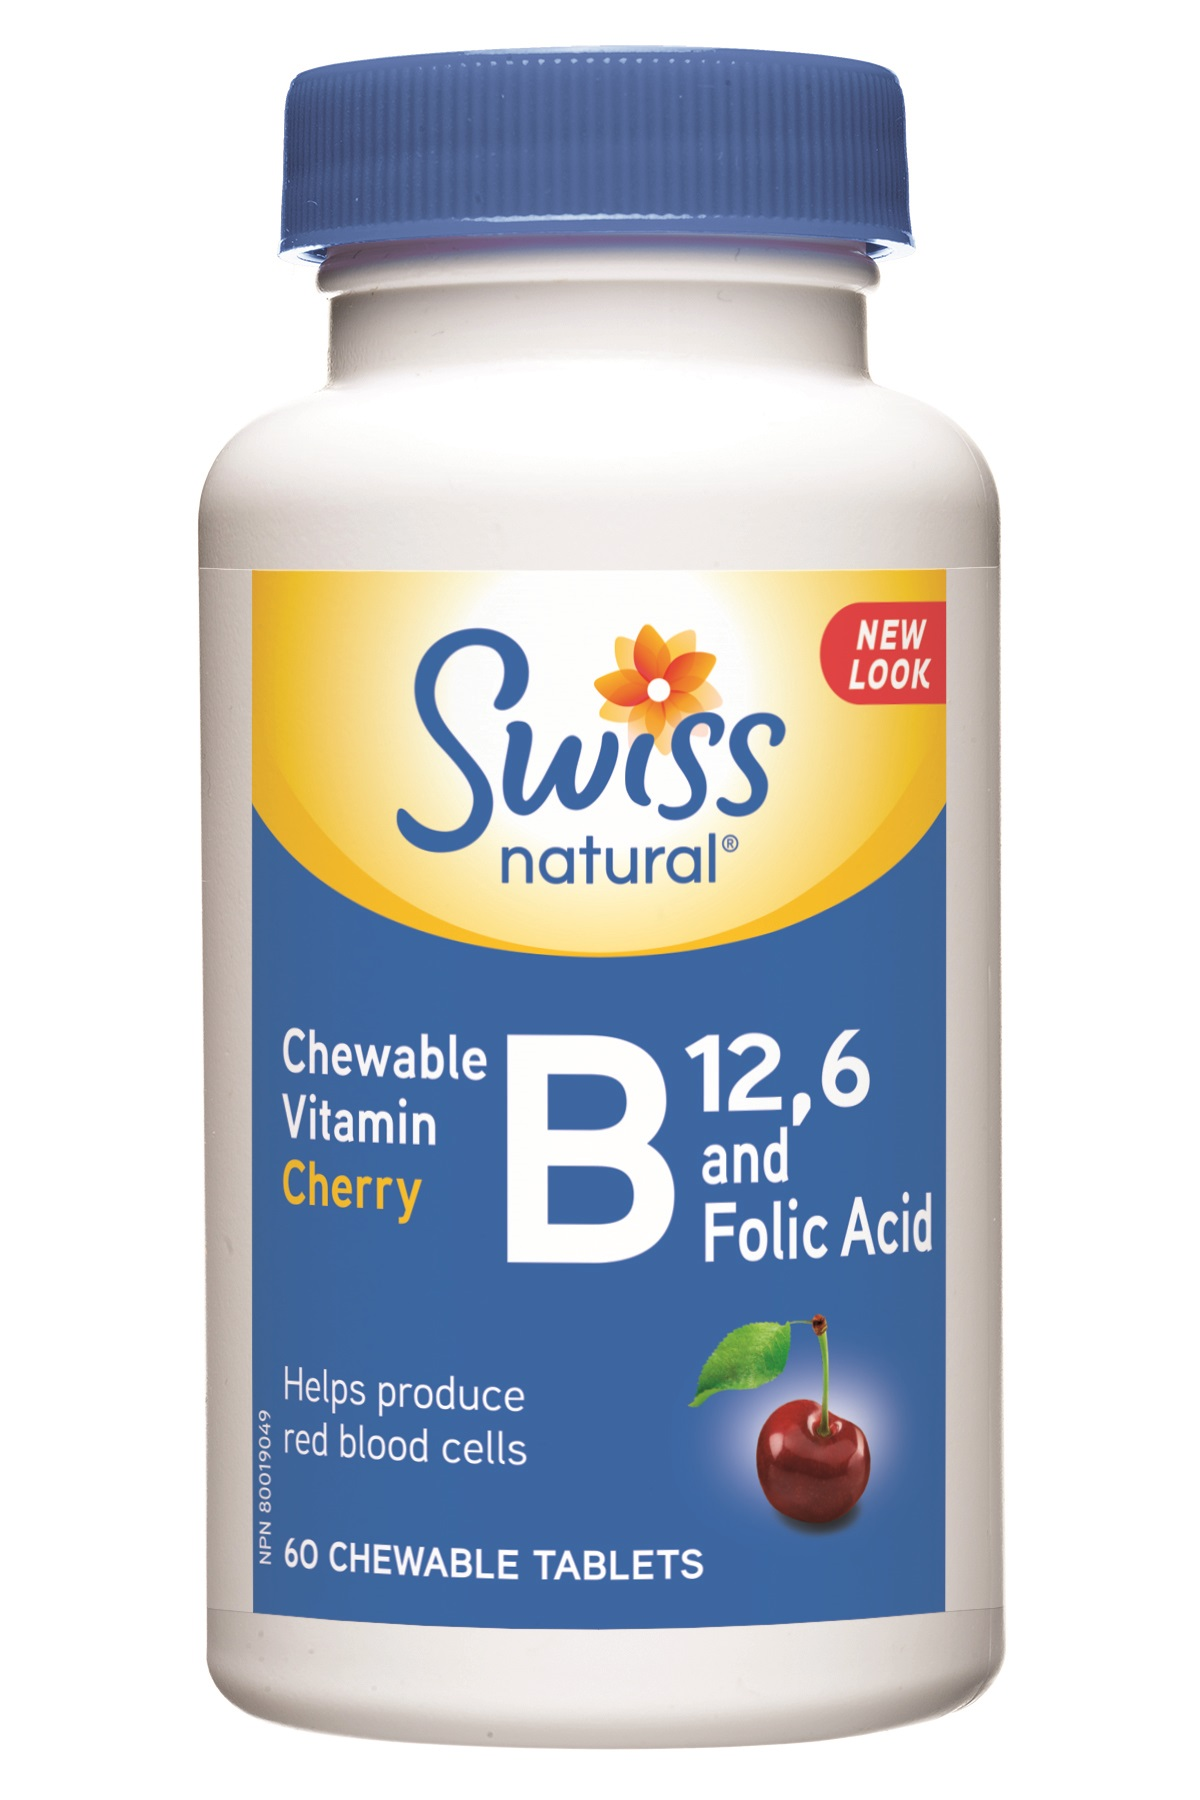 NEW
LOOK
Swiss
natural®
Chewable
Vitamin
Cherry
B
12,6
and
Folic Acid
Helps produce
red blood cells
NPN 80019049
60 CHEWABLE TABLETS